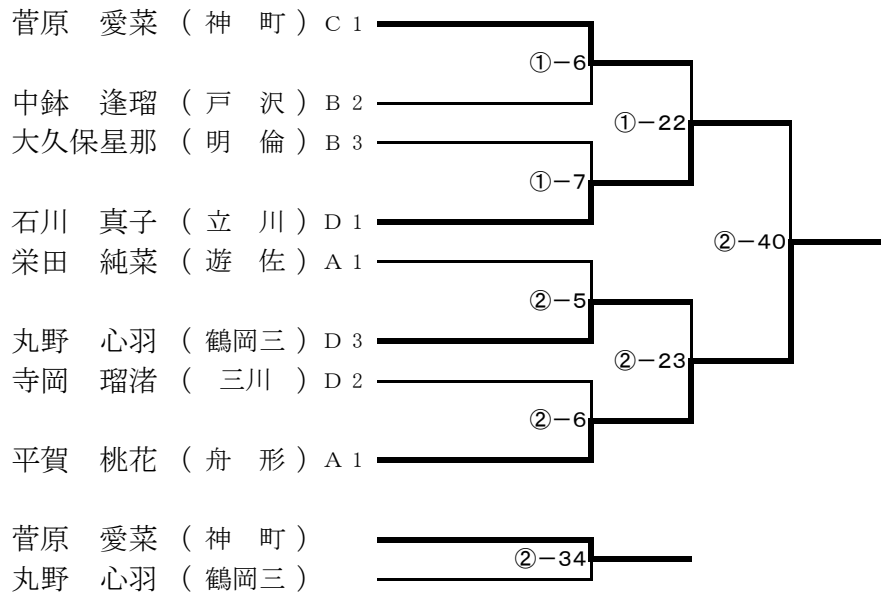 菅原　愛菜 （ 神　町 ） C 1
①－6
中鉢　逢瑠 （ 戸　沢 ） B 2
①－22
大久保星那 （ 明　倫 ） B 3
①－7
石川　真子 （ 立　川 ） D 1
②－40
栄田　純菜 （ 遊　佐 ） A 1
②－5
丸野　心羽 （ 鶴岡三 ） D 3
②－23
寺岡　瑠渚 （　三川　） D 2
②－6
平賀　桃花 （ 舟　形 ） A 1
菅原　愛菜 （ 神　町 ）
②－34
丸野　心羽 （ 鶴岡三 ）